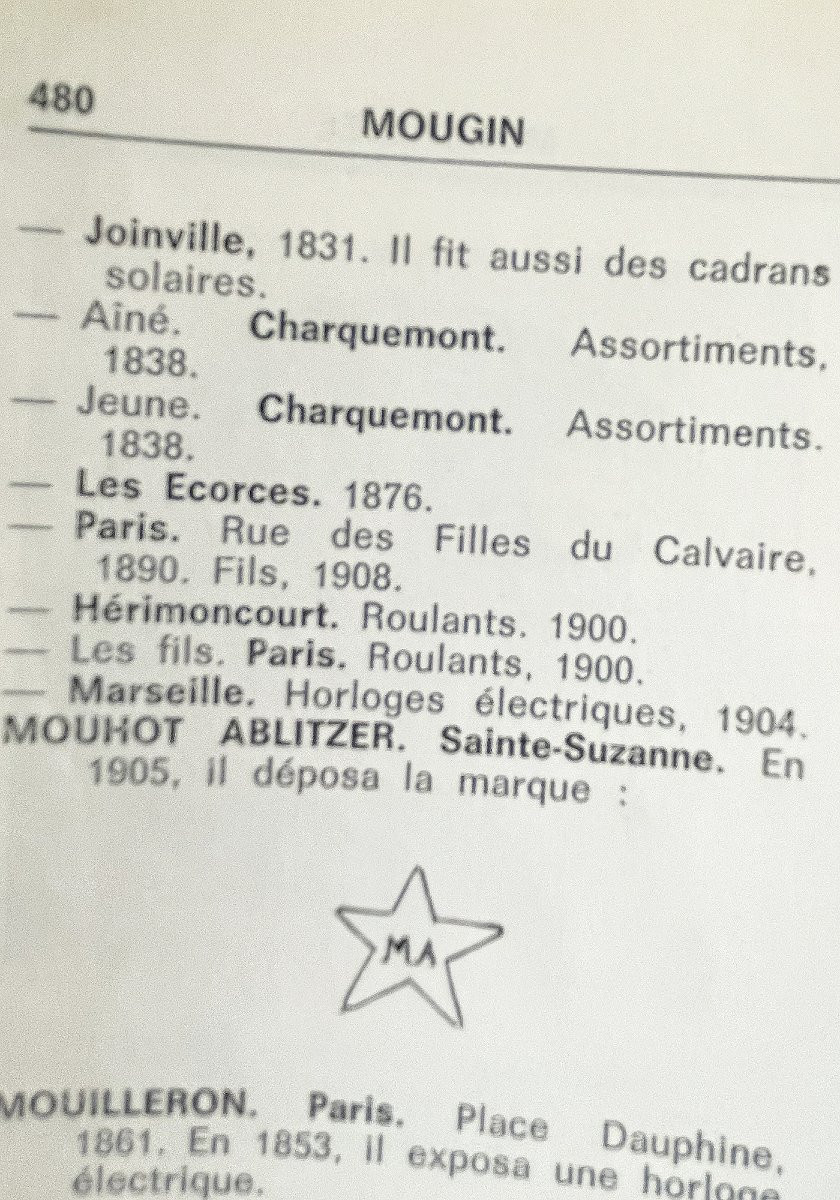 480
MOUGIN
— Joinville, 1831. Il fit aussi des cadrans
solaires.
— Aîné. Charquemont. Assortiments,
1838.
— Jeune. Charquemont. Assortiments.
1838.
— Les Ecorces. 1876.
— Paris. Rue des Filles du Calvaire,
1890. Fils, 1908.
— Hérimoncourt. Roulants. 1900.
— Les fils. Paris. Roulants, 1900.
— Marseille. Horloges électriques, 1904.
MOUHOT ABLITZER. Sainte-Suzanne. En
1905, il déposa la marque :
MA
MOUILLERON. Paris. Place Dauphine,
1861. En 1853, il exposa une horloge
électrique.